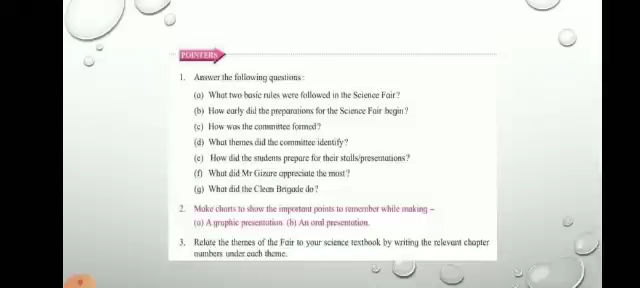 POINTERS
1. Answer the following questions :
(a) What two basic rules were followed in the Science Fair?
(b) How early did the preparations for the Science Fair begin?
(c) How was the committee formed?
(d) What themes did the committee identify?
(e) How did the students prepare for their stalls/presentations?
(f) What did Mr Gizare appreciate the most?
(g) What did the Clean Brigade do?
2. Make charts to show the important points to remember while making –
(a) A graphic presentation (b) An oral presentation.
3. Relate the themes of the Fair to your science textbook by writing the relevant chapter
numbers under each theme.